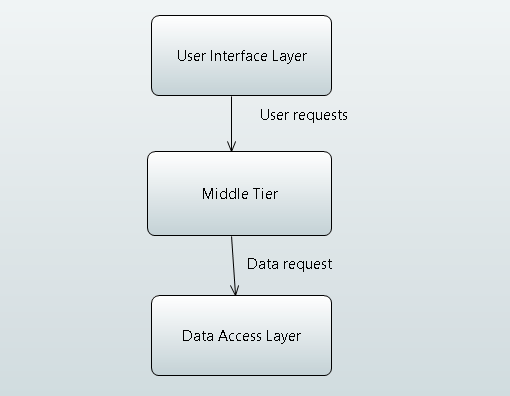 User Interface Layer
User requests
Middle Tier
Data request
Data Access Layer